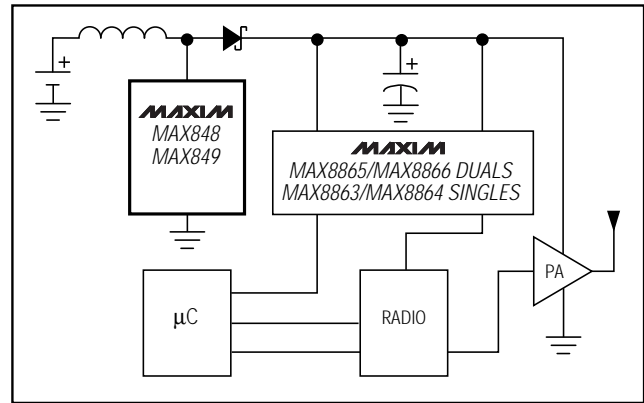 +
+
MAXIM
MAX848
MAX849
MAXIM
MAX8865/MAX8866 DUALS
MAX8863/MAX8864 SINGLES
PA
µC
RADIO